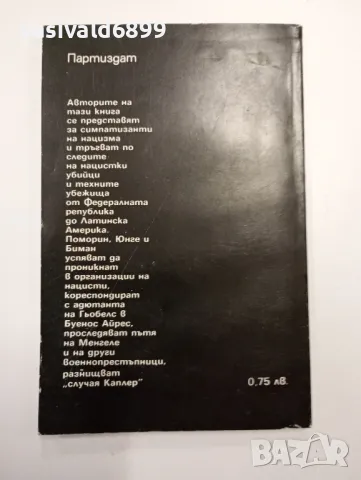 rosivald6899
Партиздат
Авторите на
тази книга
се представят
за симпатизанти
на нацизма
и тръгват по
следите
на нацистки
убийци
и техните
убежища
от Федералната
република
до Латинска
Америка.
Поморин, Юнге и
Биман
успяват да
проникнат
в организации на
нацисти,
кореспондират
с адютанта
на Гьобелс в
Буенос Айрес,
проследяват пътя
на Менгеле
и на други
военнопрестъпници,
разнищват
„случая Каплер"
0,75 лв.
BAZAR